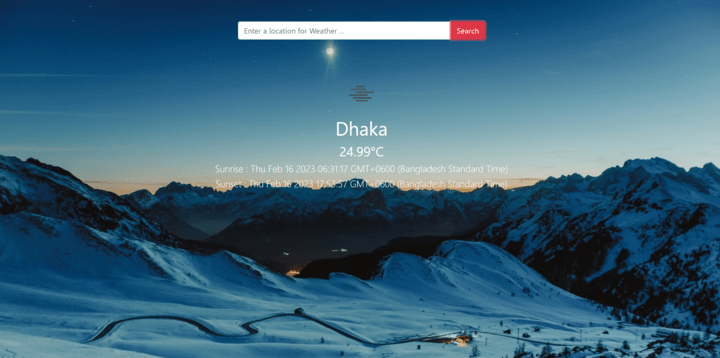 Enter a location for Weather ...
Search
Dhaka
24.99°C
Sunrise : Thu Feb 16 2023 06:31:17 GMT+0600 (Bangladesh Standard Time)
Sunset : Thu Feb 16 2023 17:53:57 GMT+0600 (Bangladesh Standard Time)